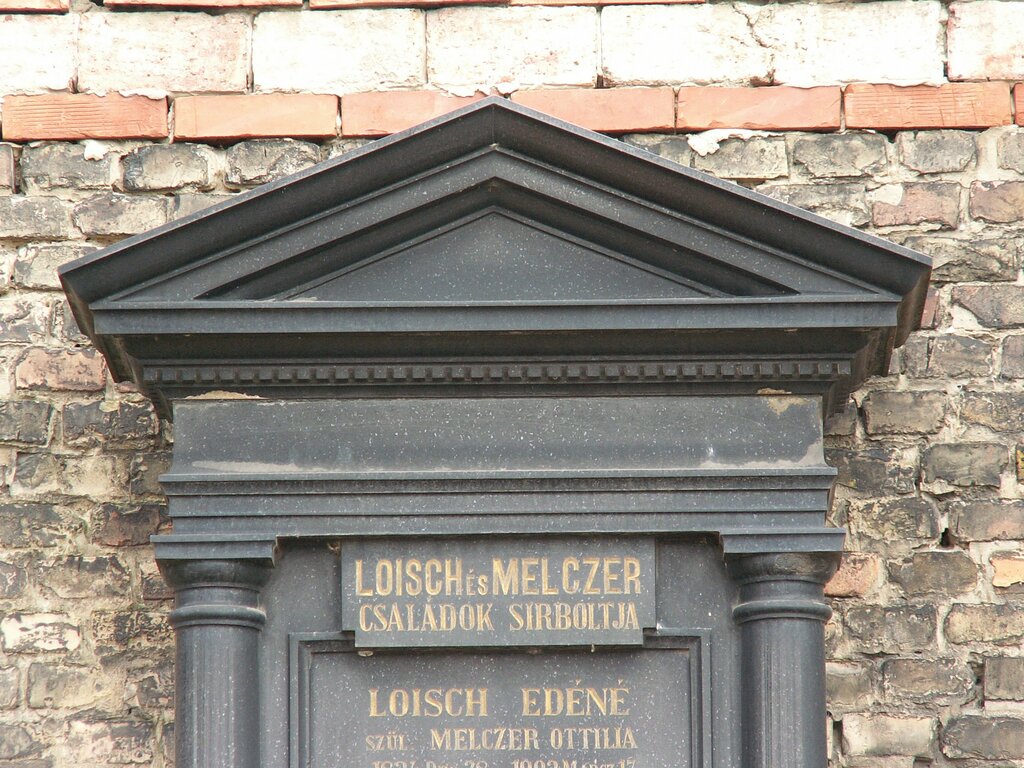 LOISCH ÉS MELCZER
CSALÁDOK SIRBOLTJA
LOISCH EDÉNÉ
SZÜL. MELCZER OTTILIA